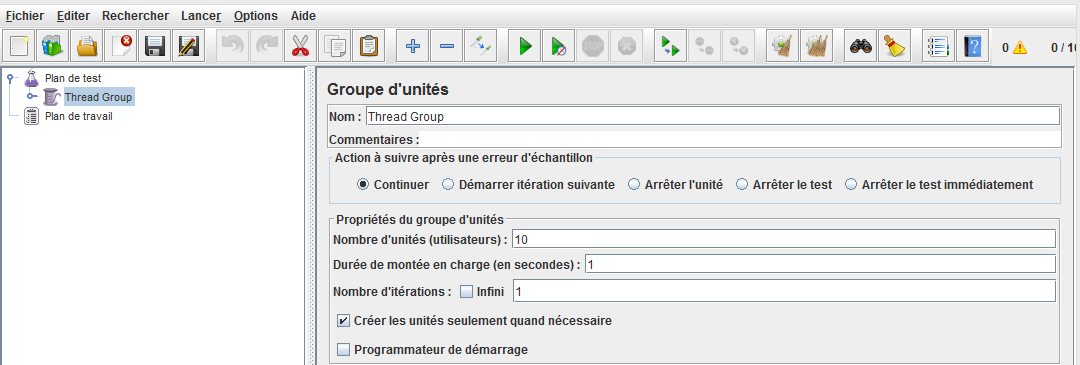 Fichier Editer Rechercher Lancer Options Aide
STOP 0 0 / 10
Plan de test
Thread Group
Plan de travail
Groupe d'unités
Nom : Thread Group
Commentaires :
Action à suivre après une erreur d'échantillon
Continuer Démarrer itération suivante Arrêter l'unité Arrêter le test Arrêter le test immédiatement
Propriétés du groupe d'unités
Nombre d'unités (utilisateurs) : 10
Durée de montée en charge (en secondes) : 1
Nombre d'itérations : Infini 1
Créer les unités seulement quand nécessaire
Programmateur de démarrage